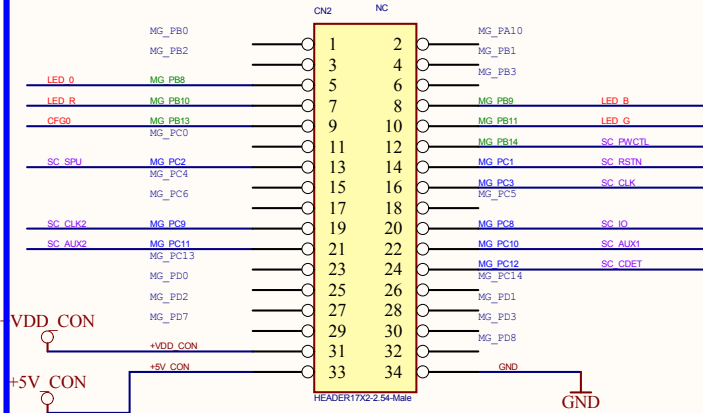 CN2 NC
MG_PB0 MG_PA10
1 2
MG_PB2 MG_PB1
3 4
MG_PB3
LED_0 MG_PB8 5 6
LED_R MG_PB10 7 8 MG_PB9 LED_B
CFG0 MG_PB13 9 10 MG_PB11 LED_G
MG_PC0
11 12 MG_PB14 SC_PWCTL
SC_SPU MG_PC2 13 14 MG_PC1 SC_RSTN
MG_PC4
15 16 MG_PC3 SC_CLK
MG_PC6 MG_PC5
17 18
SC_CLK2 MG_PC9 19 20 MG_PC8 SC_IO
SC_AUX2 MG_PC11 21 22 MG_PC10 SC_AUX1
MG_PC13
23 24 MG_PC12 SC_CDET
MG_PD0 MG_PC14
25 26
MG_PD2 MG_PD1
27 28
MG_PD7 MG_PD3
29 30
+VDD_CON MG_PD8
+VDD_CON 31 32
+5V_CON +5V_CON 33 34 GND
HEADER17X2-2.54-Male
GND